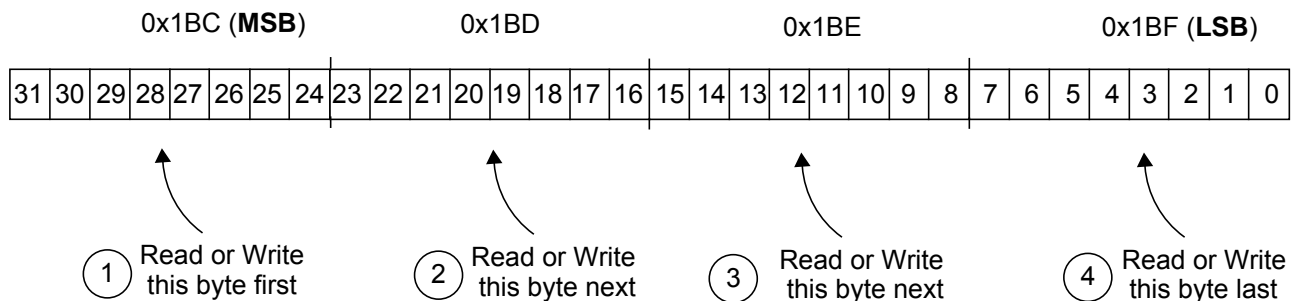 0x1BC (MSB) 0x1BD 0x1BE 0x1BF (LSB)
31 30 29 28 27 26 25 24 23 22 21 20 19 18 17 16 15 14 13 12 11 10 9 8 7 6 5 4 3 2 1 0
1 Read or Write
this byte first
2 Read or Write
this byte next
3 Read or Write
this byte next
4 Read or Write
this byte last